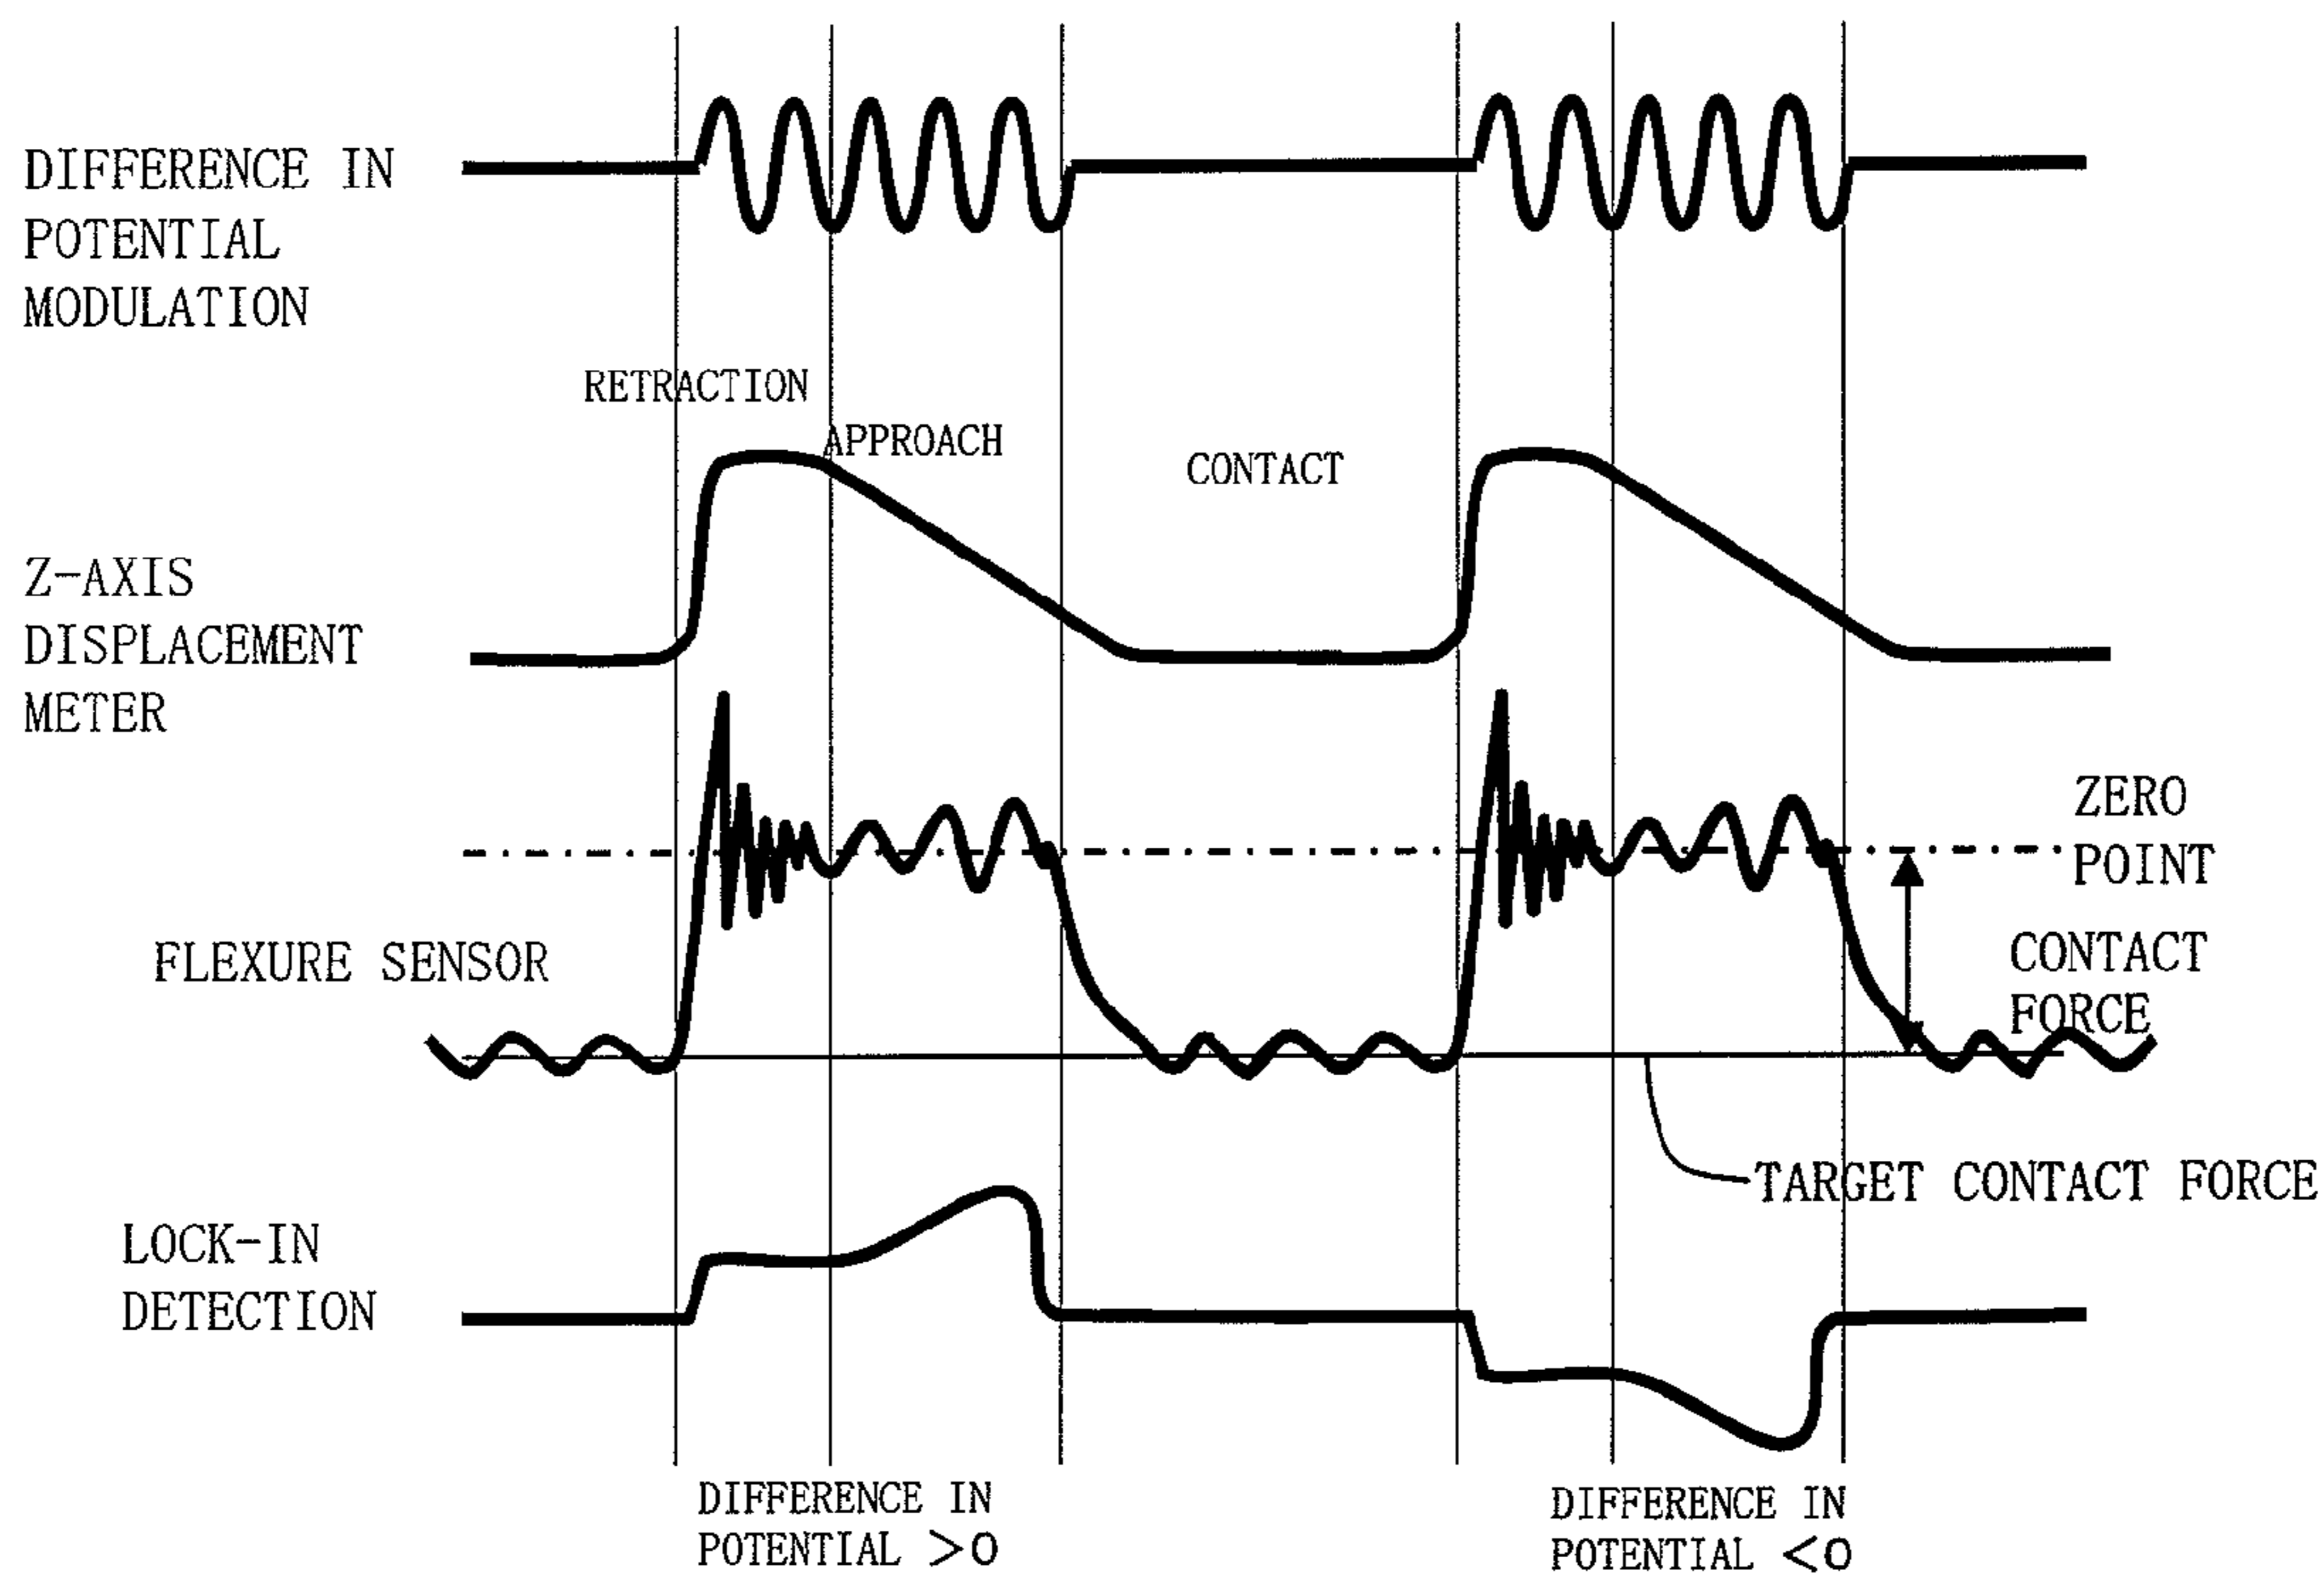 DIFFERENCE IN
POTENTIAL
MODULATION
RETRACTION
APPROACH
CONTACT
Z-AXIS
DISPLACEMENT
METER
ZERO
POINT
FLEXURE SENSOR
CONTACT
FORCE
TARGET CONTACT FORCE
LOCK-IN
DETECTION
DIFFERENCE IN
POTENTIAL >0
DIFFERENCE IN
POTENTIAL <0